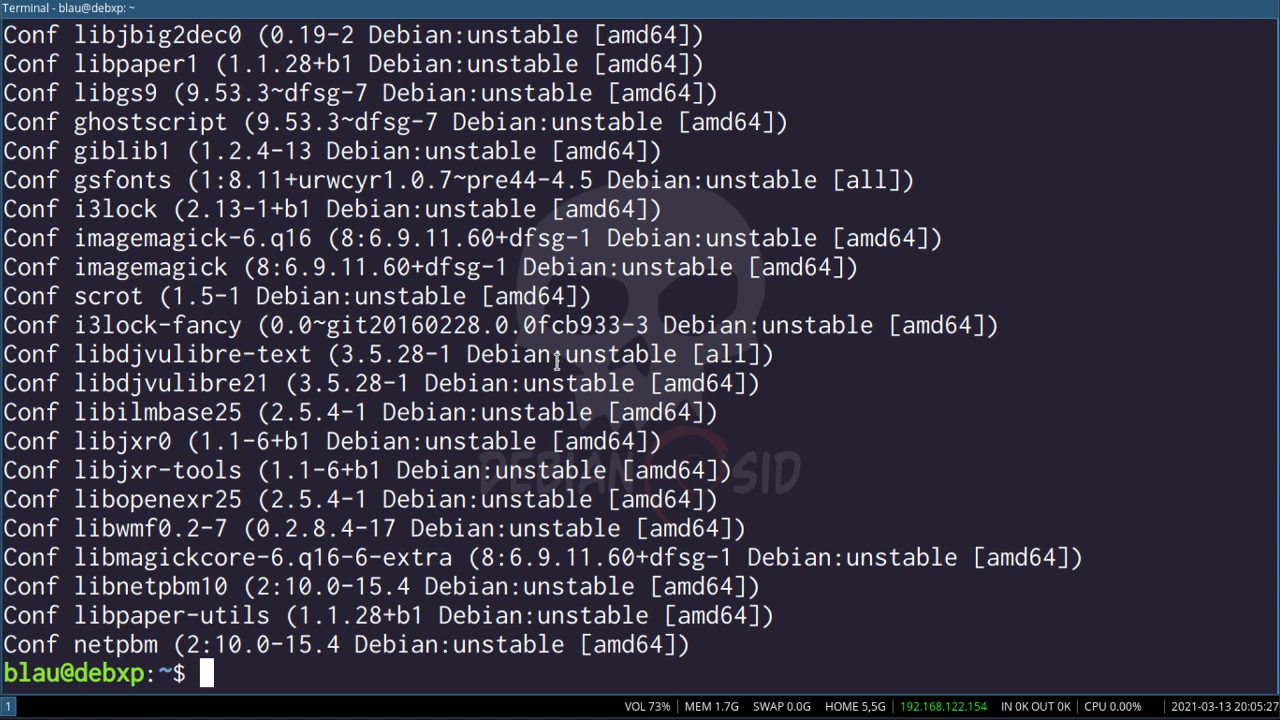 Terminal - blau@debxp: ~
Conf libjbig2dec0 (0.19-2 Debian:unstable [amd64])
Conf libpaper1 (1.1.28+b1 Debian:unstable [amd64])
Conf libgs9 (9.53.3~dfsg-7 Debian:unstable [amd64])
Conf ghostscript (9.53.3~dfsg-7 Debian:unstable [amd64])
Conf giblib1 (1.2.4-13 Debian:unstable [amd64])
Conf gsfonts (1:8.11+urwcyr1.0.7~pre44-4.5 Debian:unstable [all])
Conf i3lock (2.13-1+b1 Debian:unstable [amd64])
Conf imagemagick-6.q16 (8:6.9.11.60+dfsg-1 Debian:unstable [amd64])
Conf imagemagick (8:6.9.11.60+dfsg-1 Debian:unstable [amd64])
Conf scrot (1.5-1 Debian:unstable [amd64])
Conf i3lock-fancy (0.0~git20160228.0.0fcb933-3 Debian:unstable [amd64])
Conf libdjvulibre-text (3.5.28-1 Debian:unstable [all])
Conf libdjvulibre21 (3.5.28-1 Debian:unstable [amd64])
Conf libilmbase25 (2.5.4-1 Debian:unstable [amd64])
Conf libjxr0 (1.1-6+b1 Debian:unstable [amd64])
Conf libjxr-tools (1.1-6+b1 Debian:unstable [amd64])
DEBIAN SID
Conf libopenexr25 (2.5.4-1 Debian:unstable [amd64])
Conf libwmf0.2-7 (0.2.8.4-17 Debian:unstable [amd64])
Conf libmagickcore-6.q16-6-extra (8:6.9.11.60+dfsg-1 Debian:unstable [amd64])
Conf libnetpbm10 (2:10.0-15.4 Debian:unstable [amd64])
Conf libpaper-utils (1.1.28+b1 Debian:unstable [amd64])
Conf netpbm (2:10.0-15.4 Debian:unstable [amd64])
blau@debxp:~$
1 VOL 73% | MEM 1.7G SWAP 0.0G | HOME 5,5G | 192.168.122.154 | IN 0K OUT 0K | CPU 0.00% | 2021-03-13 20:05:27